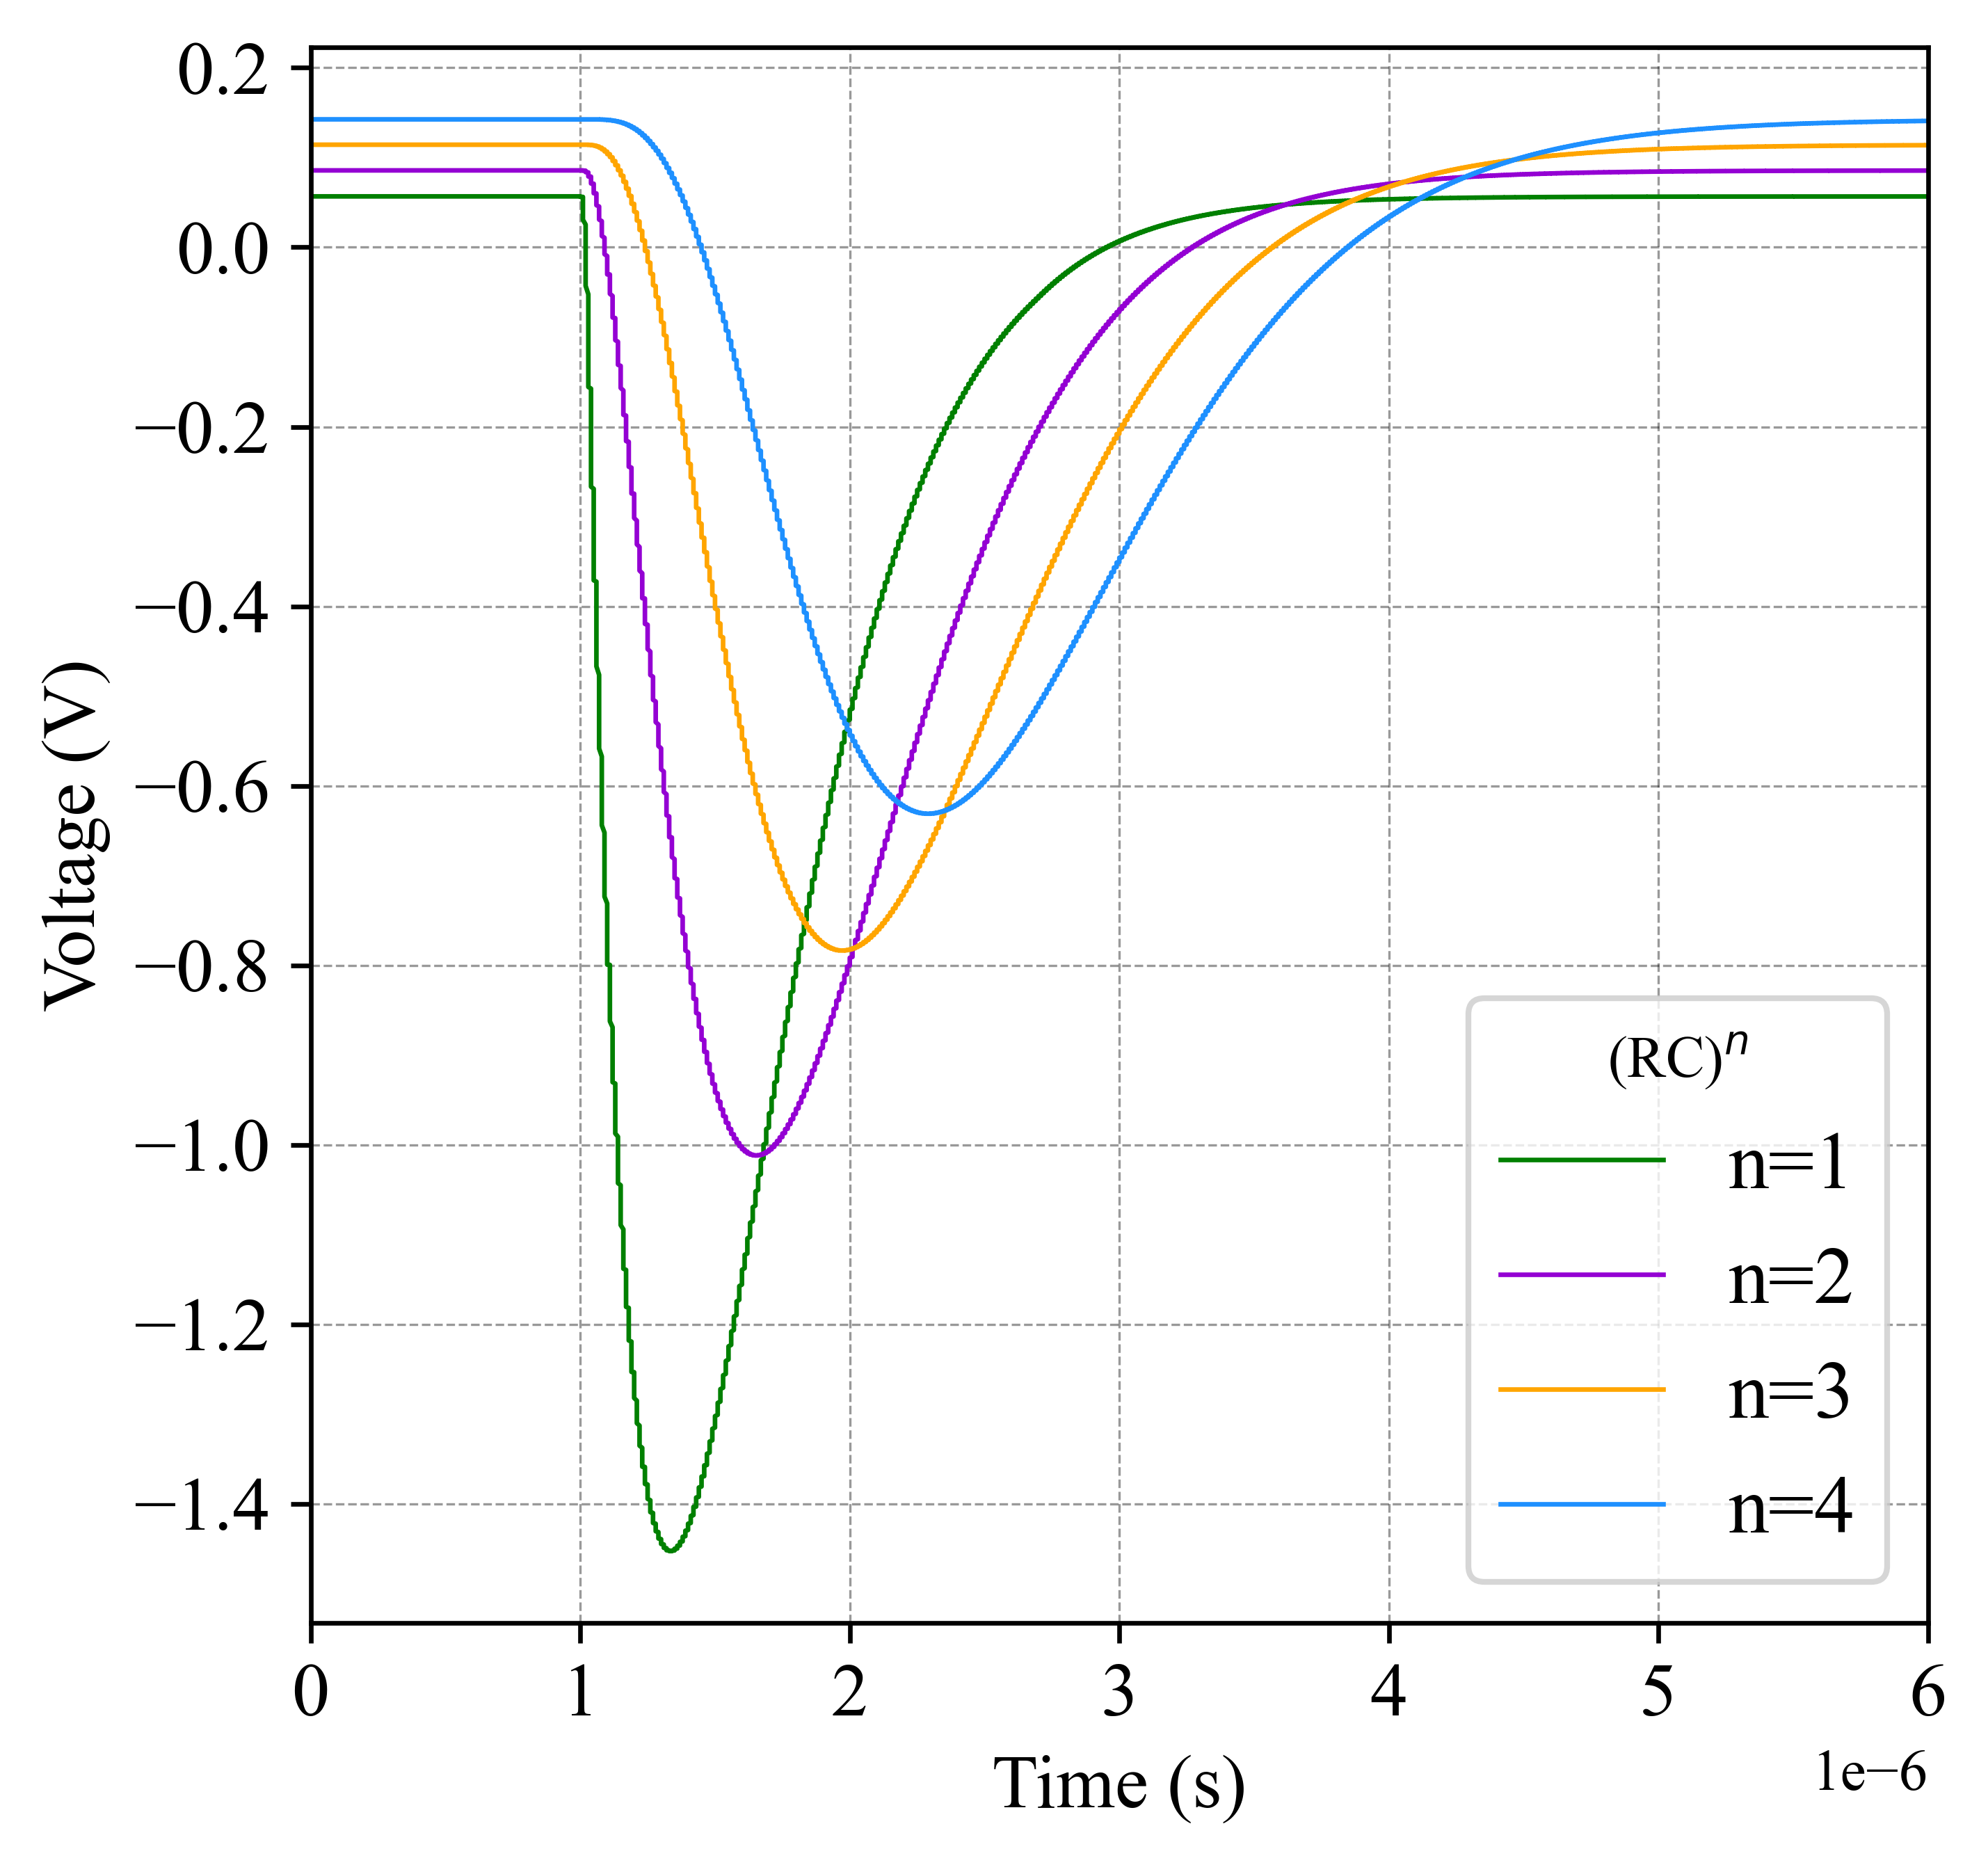 0.2
0.0
−0.2
−0.4
−0.6
−0.8
−1.0
−1.2
−1.4
Voltage (V)
(RC)ⁿ
n=1
n=2
n=3
n=4
0 1 2 3 4 5 6
Time (s)
1e−6